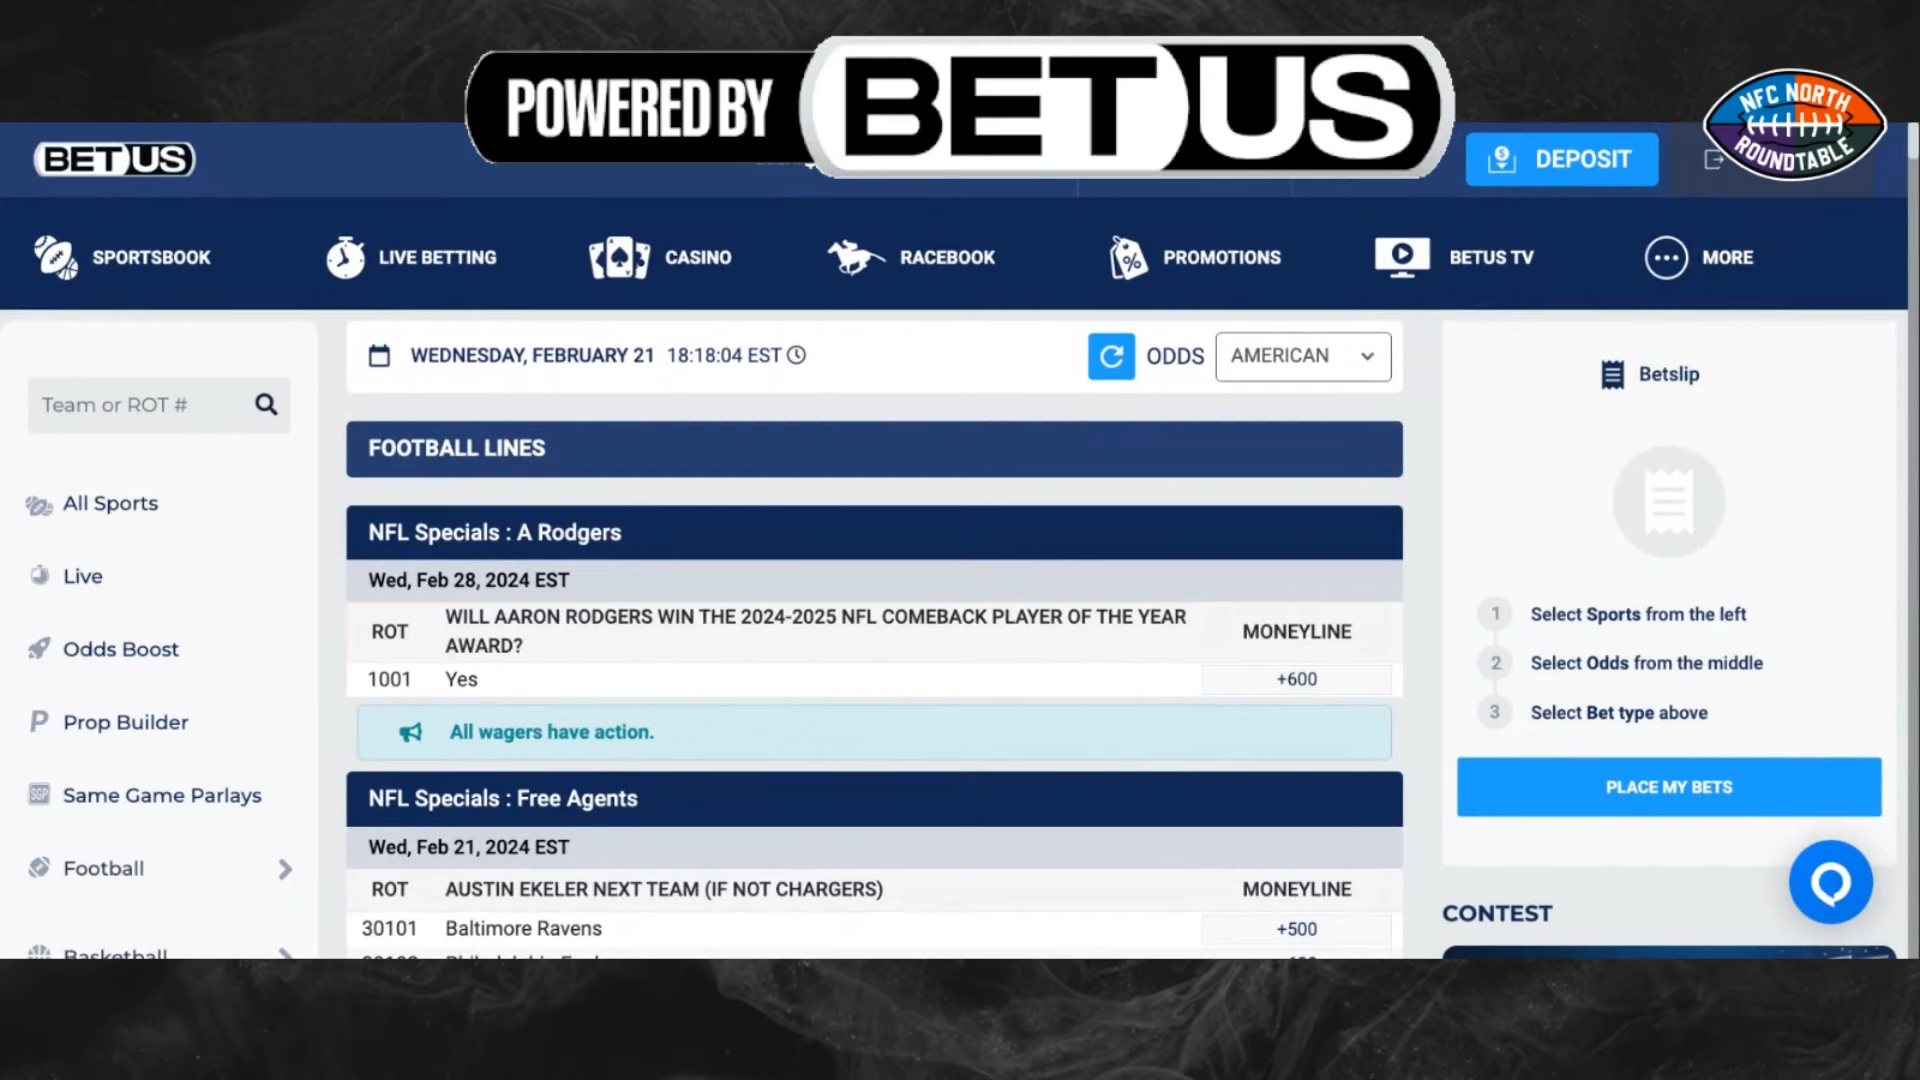 POWERED BY BETUS
NFC NORTH
ROUNDTABLE
BETUS
DEPOSIT
SPORTSBOOK
LIVE BETTING
CASINO
RACEBOOK
PROMOTIONS
BETUS TV
MORE
Team or ROT #
All Sports
Live
Odds Boost
Prop Builder
SGP Same Game Parlays
Football
Basketball
WEDNESDAY, FEBRUARY 21 18:18:04 EST
ODDS AMERICAN
FOOTBALL LINES
NFL Specials : A Rodgers
Wed, Feb 28, 2024 EST
ROT WILL AARON RODGERS WIN THE 2024-2025 NFL COMEBACK PLAYER OF THE YEAR
AWARD? MONEYLINE
1001 Yes +600
All wagers have action.
NFL Specials : Free Agents
Wed, Feb 21, 2024 EST
ROT AUSTIN EKELER NEXT TEAM (IF NOT CHARGERS) MONEYLINE
30101 Baltimore Ravens +500
Betslip
1 Select Sports from the left
2 Select Odds from the middle
3 Select Bet type above
PLACE MY BETS
CONTEST